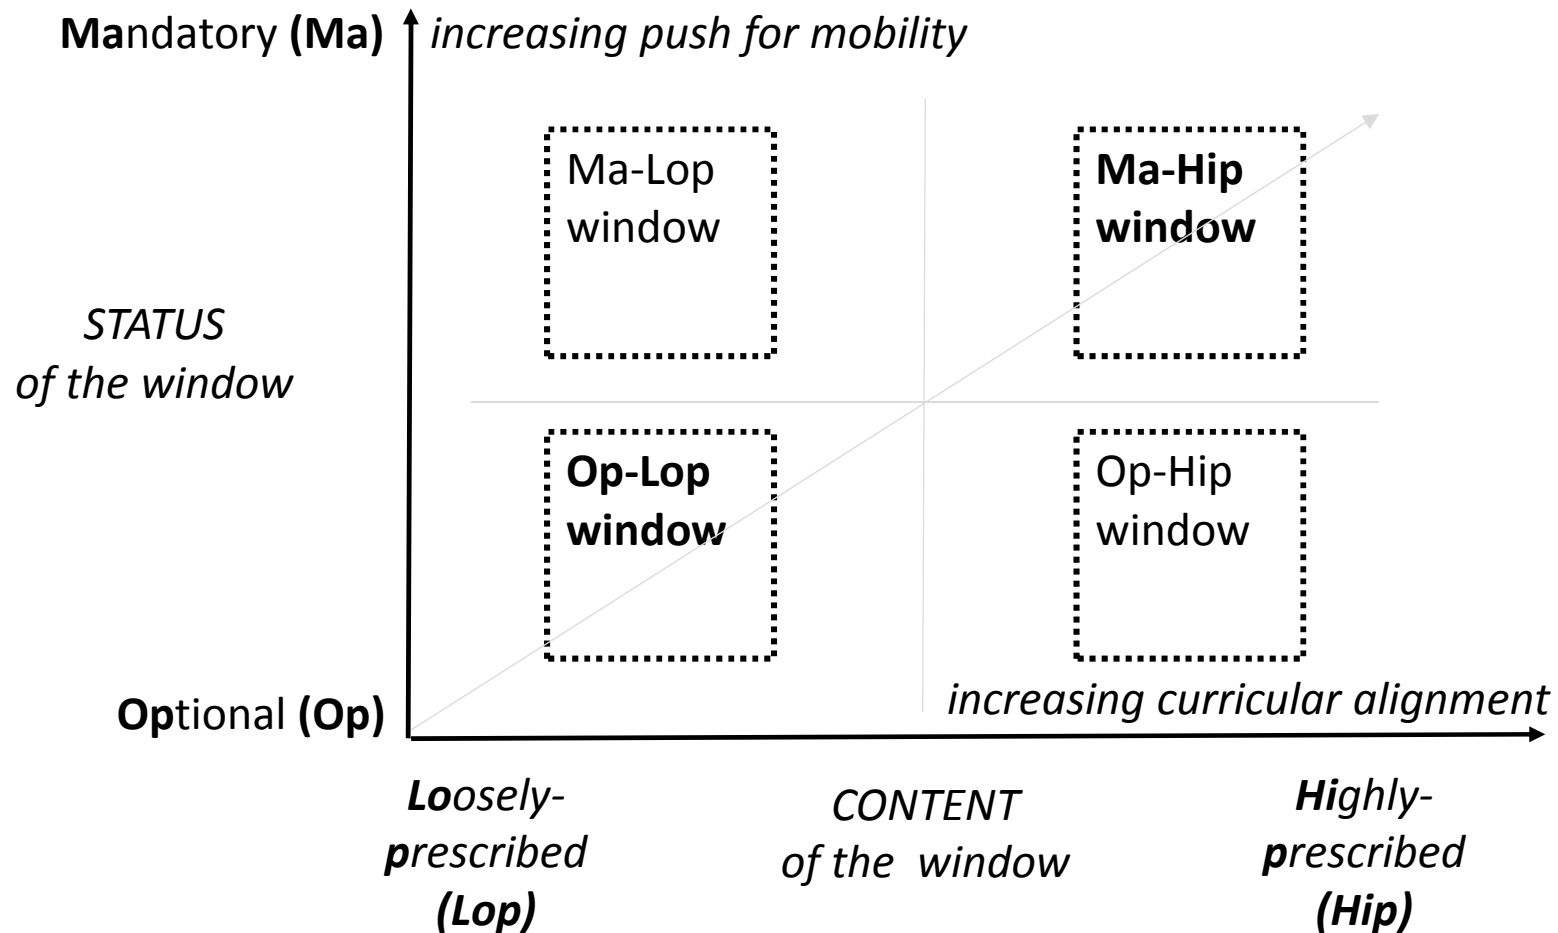 Mandatory (Ma)
increasing push for mobility
Ma-Lop
window
Ma-Hip
window
STATUS
of the window
Op-Lop
window
Op-Hip
window
Optional (Op)
increasing curricular alignment
Loosely-
prescribed
(Lop)
CONTENT
of the window
Highly-
prescribed
(Hip)